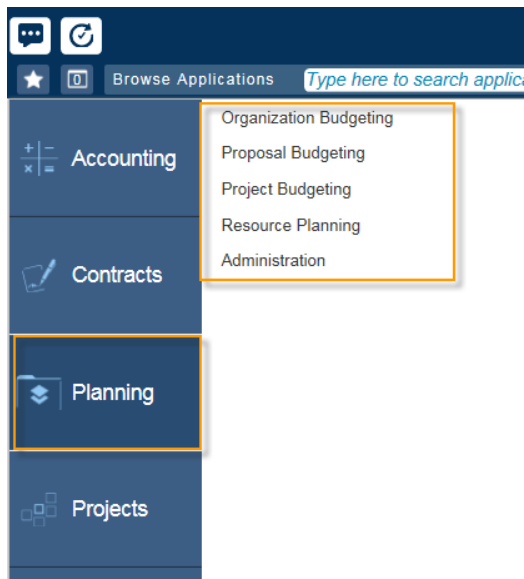 0 Browse Applications Type here to search applica
Accounting
Contracts
Planning
Projects
Organization Budgeting
Proposal Budgeting
Project Budgeting
Resource Planning
Administration